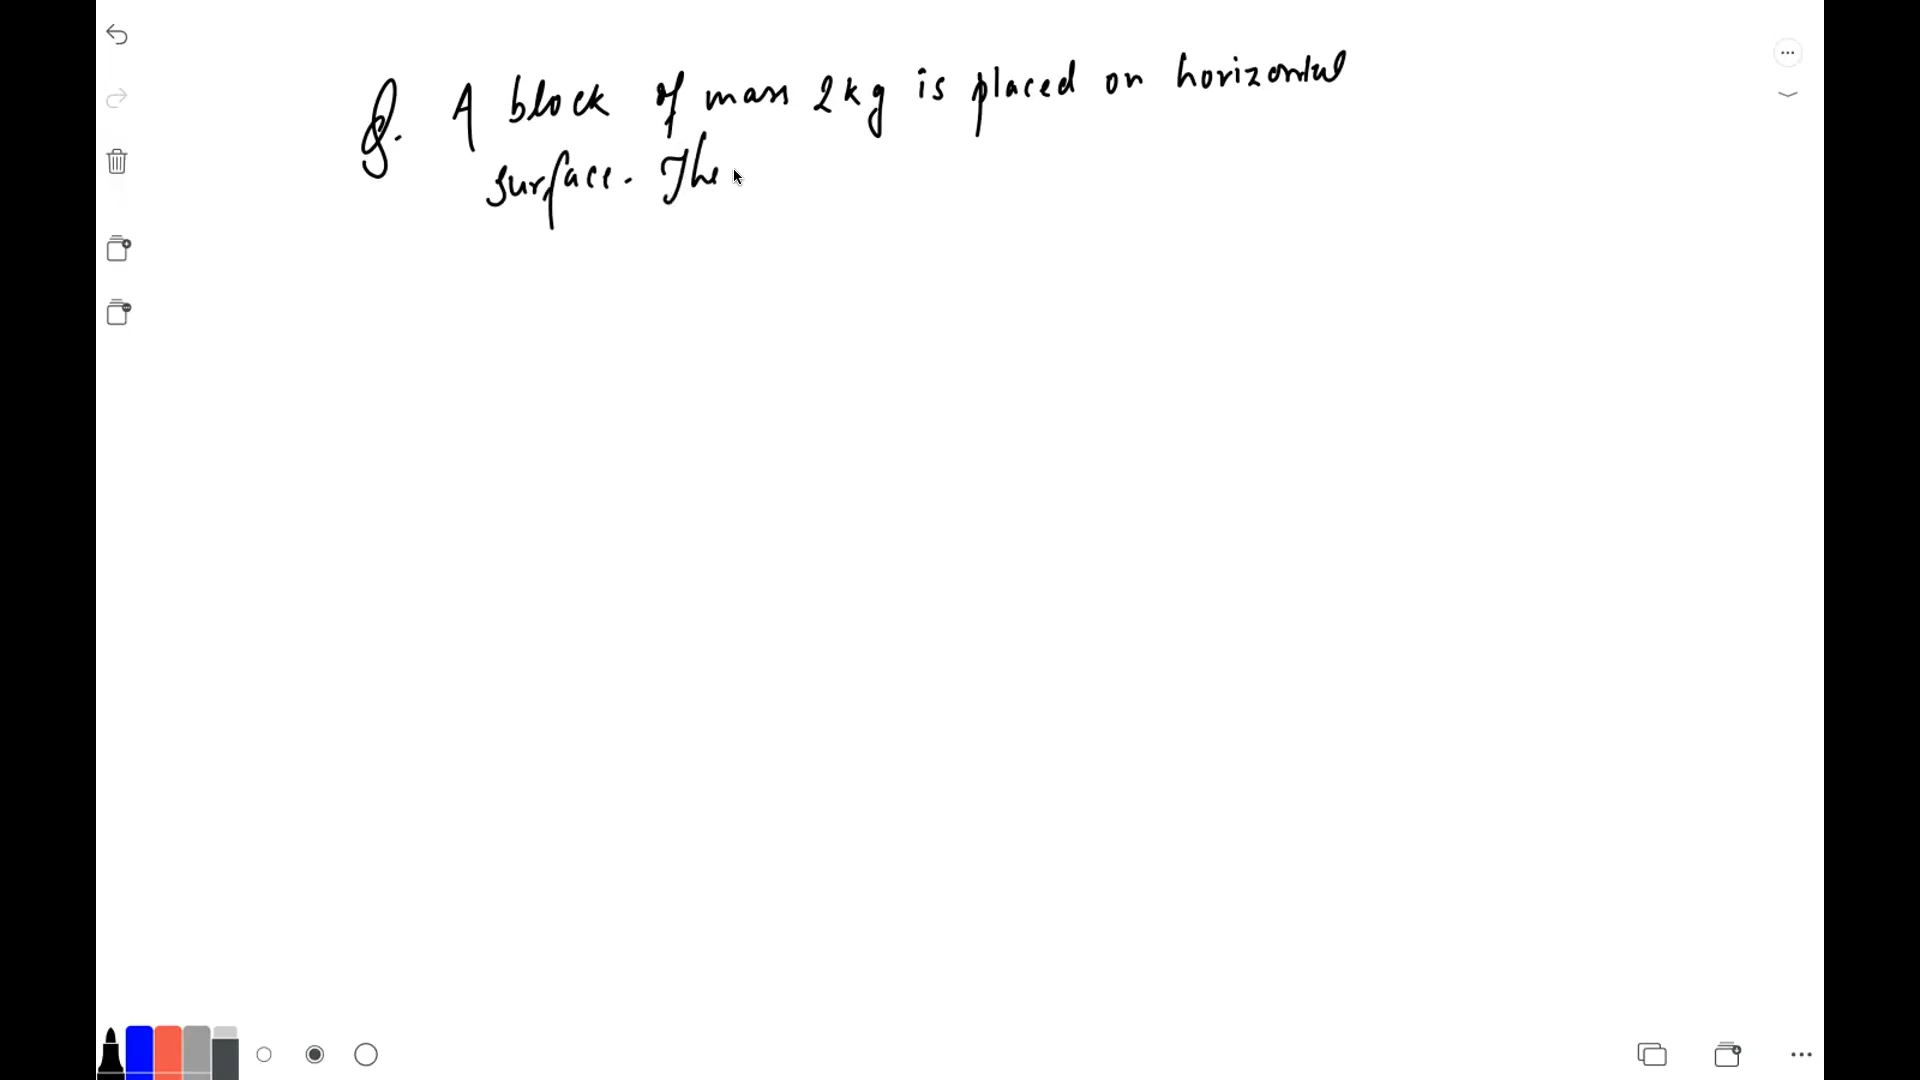 Q. A block of mass 2kg is placed on horizontal
surface. The